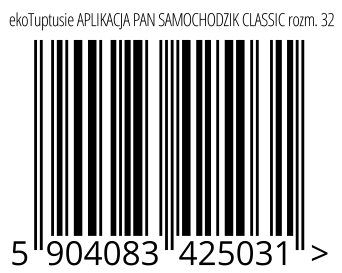 ekoTuptusie APLIKACJA PAN SAMOCHODZIK CLASSIC rozm. 32
5 904083 425031 >